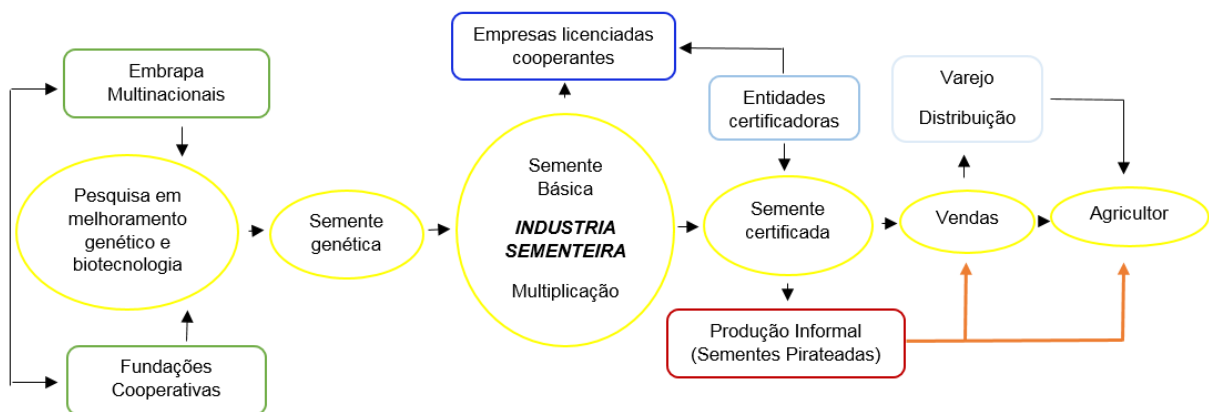 Embrapa
Multinacionais
Pesquisa em
melhoramento
genético e
biotecnologia
Fundações
Cooperativas
Semente
genética
Empresas licenciadas
cooperantes
Semente
Básica
INDUSTRIA
SEMENTEIRA
Multiplicação
Entidades
certificadoras
Semente
certificada
Produção Informal
(Sementes Pirateadas)
Varejo
Distribuição
Vendas
Agricultor